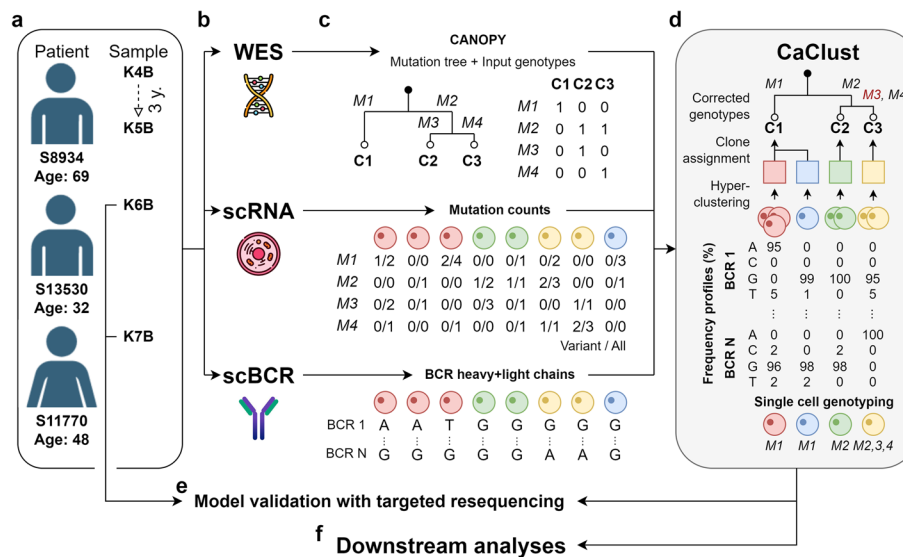 a
Patient Sample
K4B
3 y.
K5B
S8934
Age: 69
K6B
S13530
Age: 32
K7B
S11770
Age: 48
b
WES
scRNA
scBCR
c
CANOPY
Mutation tree + Input genotypes
M1 M2
M3 M4
C1 C2 C3
C1 C2 C3
M1 1 0 0
M2 0 1 1
M3 0 1 0
M4 0 0 1
Mutation counts
M1 1/2 0/0 2/4 0/0 0/1 0/2 0/0 0/3
M2 0/0 0/1 0/0 1/2 1/1 2/3 0/0 0/1
M3 0/2 0/1 0/0 0/3 0/1 0/0 1/1 0/0
M4 0/1 0/0 0/1 0/0 0/1 1/1 2/3 0/0
Variant / All
BCR heavy+light chains
BCR 1 A A T G G G G G
BCR N G G G G G A A G
d
CaClust
M1 M2 M3, M4
Corrected
genotypes
C1 C2 C3
Clone
assignment
Hyper-
clustering
Frequency profiles (%)
BCR 1
A 95 0 0 0
C 0 0 0 0
G 0 99 100 95
T 5 1 0 5
BCR N
A 0 0 0 100
C 2 0 2 0
G 96 98 98 0
T 2 2 0 0
Single cell genotyping
M1 M1 M2 M2,3,4
e
Model validation with targeted resequencing
f
Downstream analyses